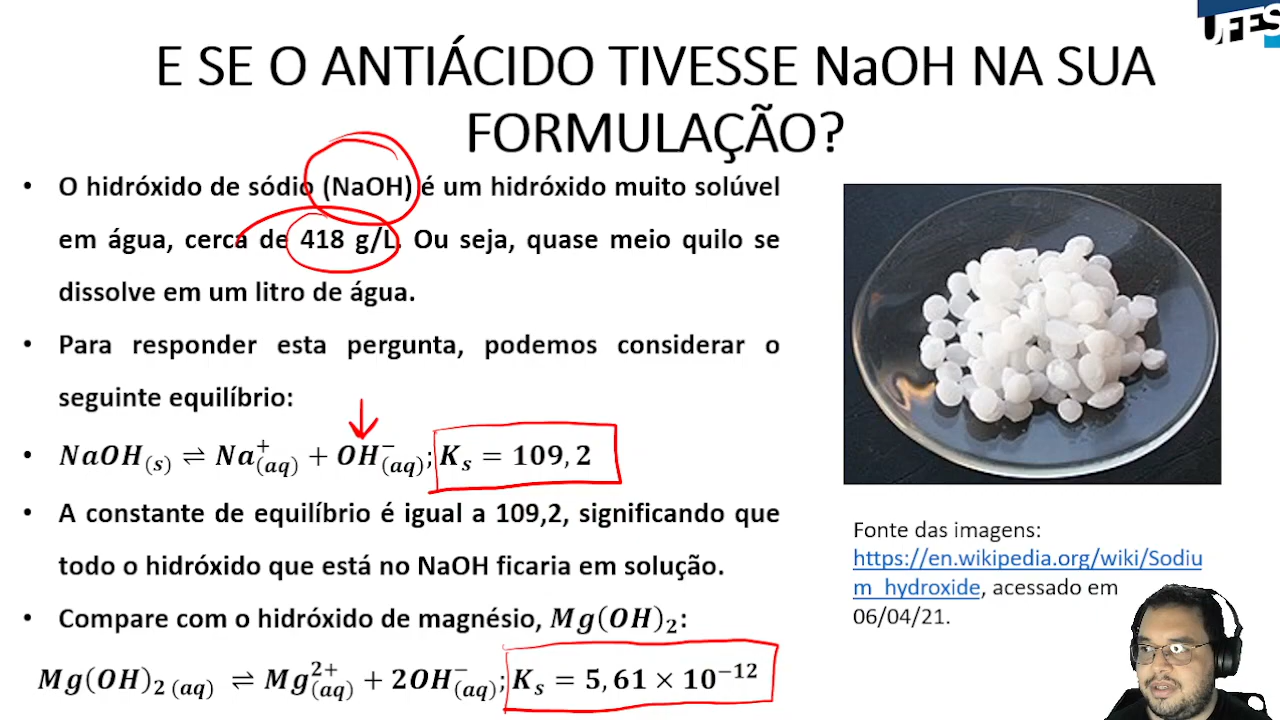 UFES
E SE O ANTIÁCIDO TIVESSE NaOH NA SUA
FORMULAÇÃO?
• O hidróxido de sódio (NaOH) é um hidróxido muito solúvel
em água, cerca de 418 g/L. Ou seja, quase meio quilo se
dissolve em um litro de água.
• Para responder esta pergunta, podemos considerar o
seguinte equilíbrio:
• NaOH₍s₎ ⇌ Na⁺₍aq₎ + OH⁻₍aq₎; Kₛ = 109,2
• A constante de equilíbrio é igual a 109,2, significando que
todo o hidróxido que está no NaOH ficaria em solução.
• Compare com o hidróxido de magnésio, Mg(OH)₂:
Mg(OH)₂ ₍aq₎ ⇌ Mg²⁺₍aq₎ + 2OH⁻₍aq₎; Kₛ = 5,61 × 10⁻¹²
Fonte das imagens:
https://en.wikipedia.org/wiki/Sodiu
m_hydroxide, acessado em
06/04/21.